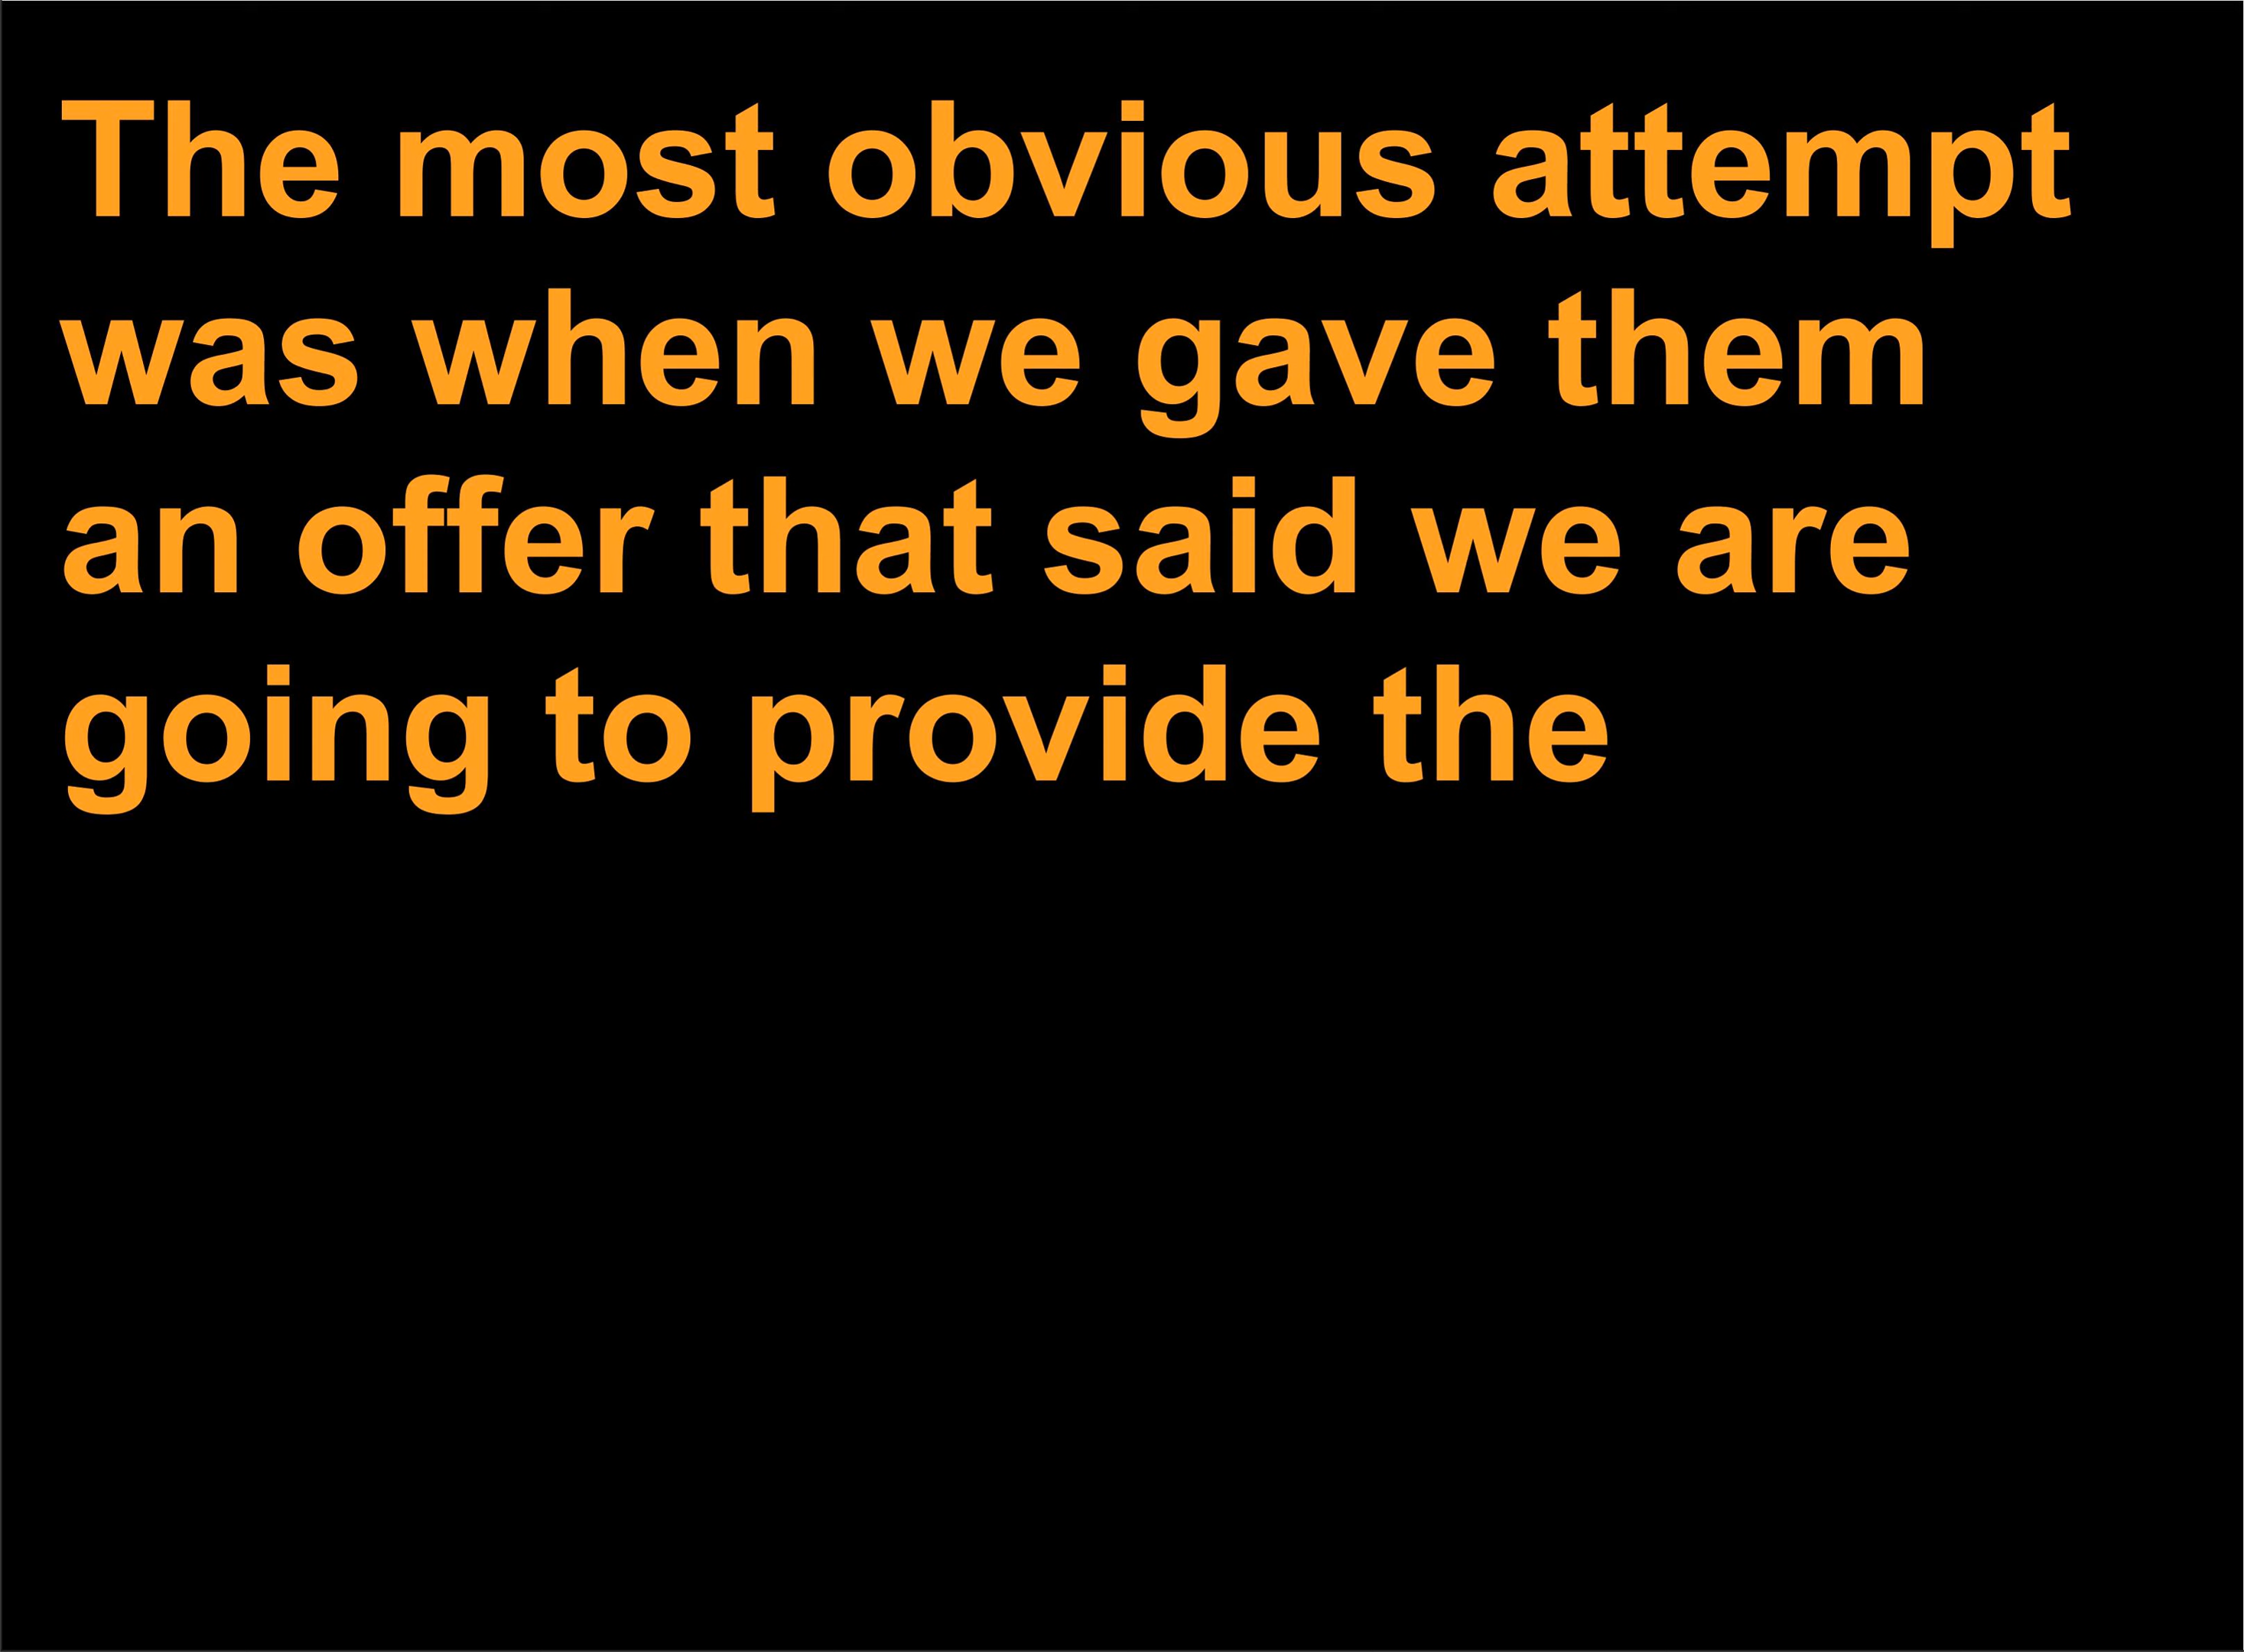 The most obvious attempt
was when we gave them
an offer that said we are
going to provide the